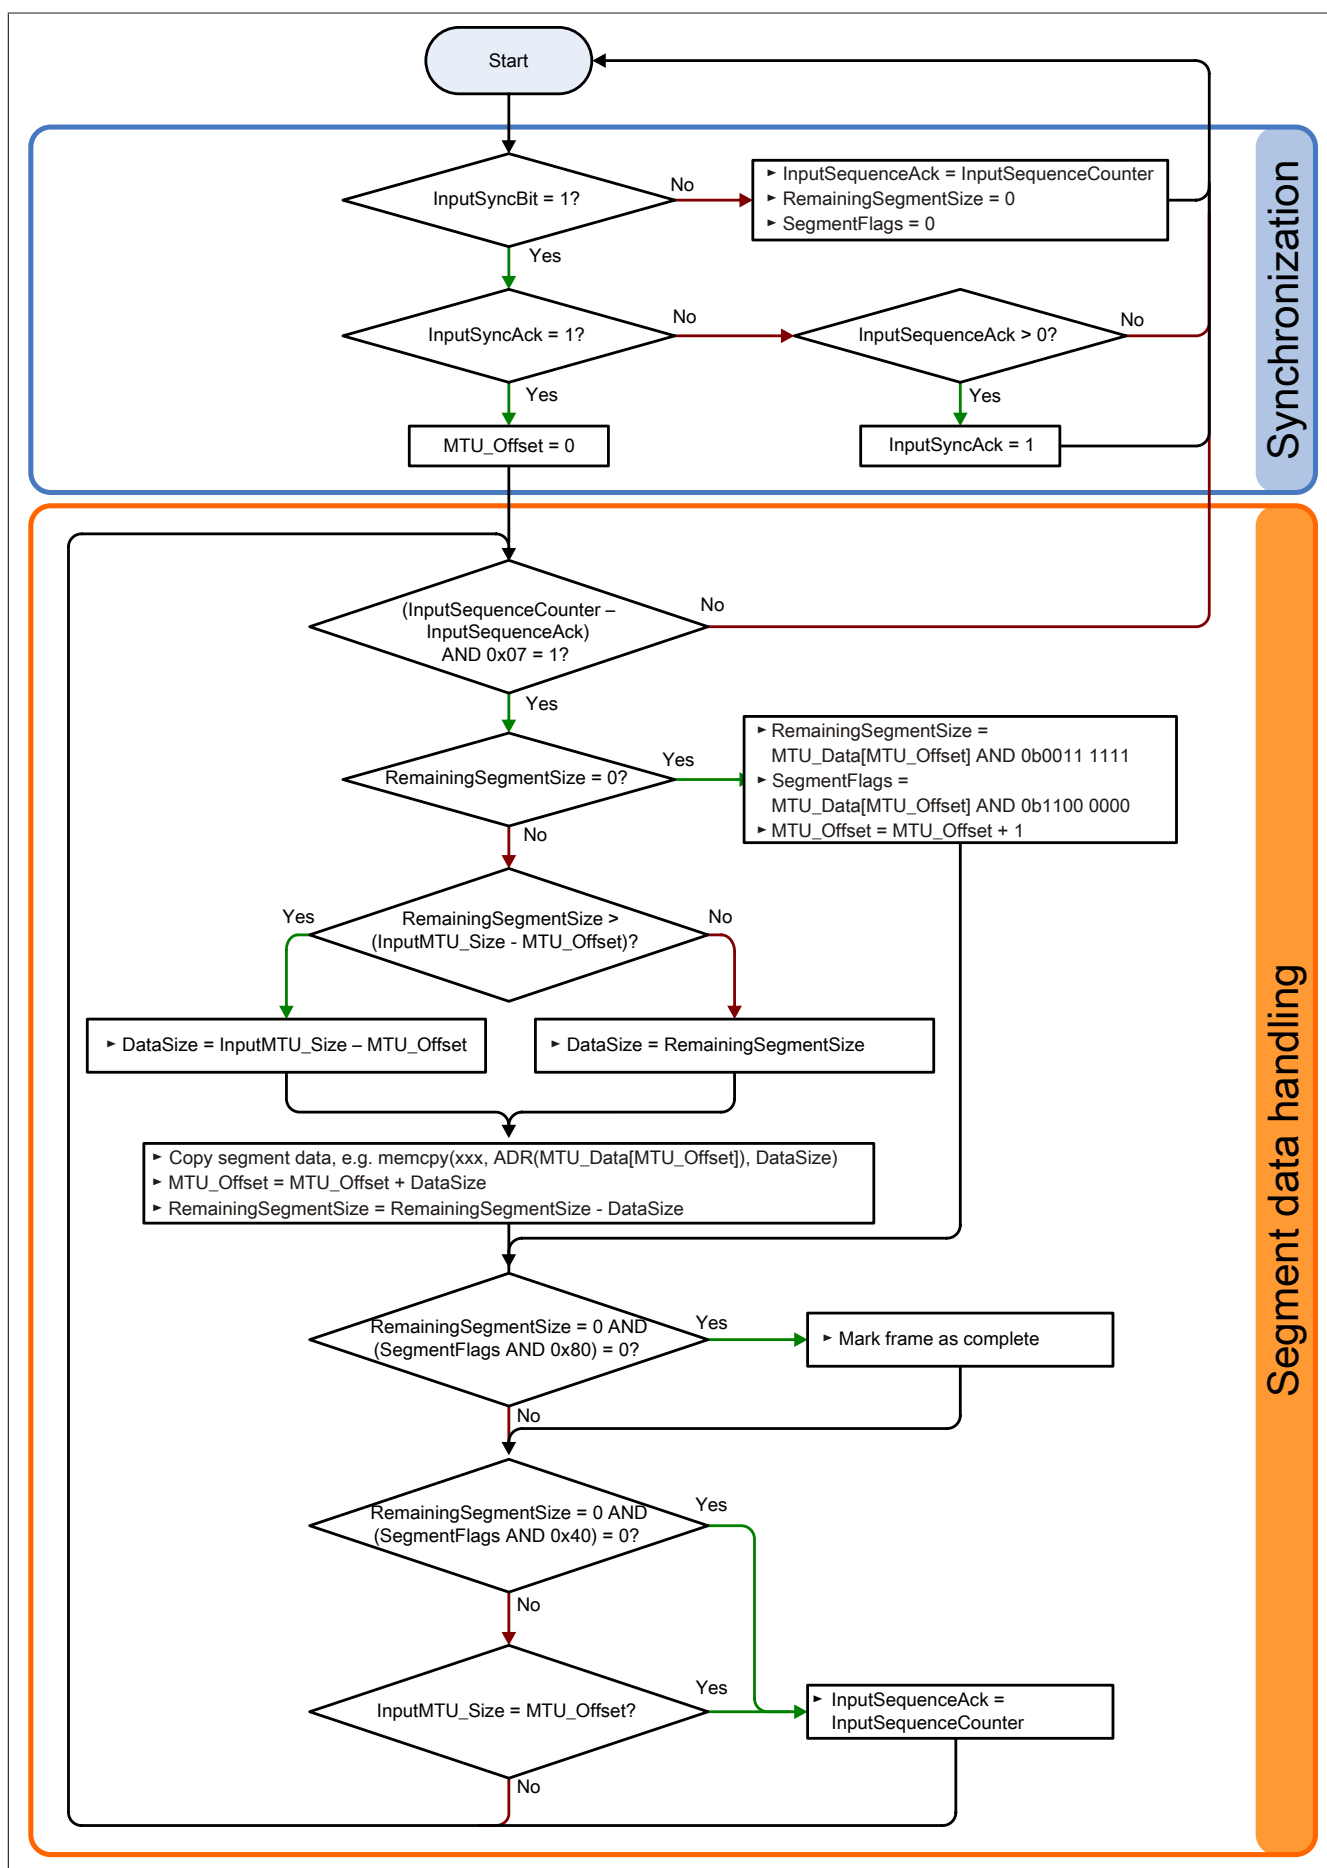 Start
InputSyncBit = 1?
No
► InputSequenceAck = InputSequenceCounter
► RemainingSegmentSize = 0
► SegmentFlags = 0
Yes
InputSyncAck = 1?
No
InputSequenceAck > 0?
No
Yes
Yes
MTU_Offset = 0
InputSyncAck = 1
Synchronization
(InputSequenceCounter –
InputSequenceAck)
AND 0x07 = 1?
No
Yes
RemainingSegmentSize = 0?
Yes
► RemainingSegmentSize =
MTU_Data[MTU_Offset] AND 0b0011 1111
► SegmentFlags =
MTU_Data[MTU_Offset] AND 0b1100 0000
► MTU_Offset = MTU_Offset + 1
No
RemainingSegmentSize >
(InputMTU_Size - MTU_Offset)?
Yes
No
► DataSize = InputMTU_Size – MTU_Offset
► DataSize = RemainingSegmentSize
► Copy segment data, e.g. memcpy(xxx, ADR(MTU_Data[MTU_Offset]), DataSize)
► MTU_Offset = MTU_Offset + DataSize
► RemainingSegmentSize = RemainingSegmentSize - DataSize
RemainingSegmentSize = 0 AND
(SegmentFlags AND 0x80) = 0?
Yes
► Mark frame as complete
No
RemainingSegmentSize = 0 AND
(SegmentFlags AND 0x40) = 0?
Yes
No
InputMTU_Size = MTU_Offset?
Yes
► InputSequenceAck =
InputSequenceCounter
No
Segment data handling